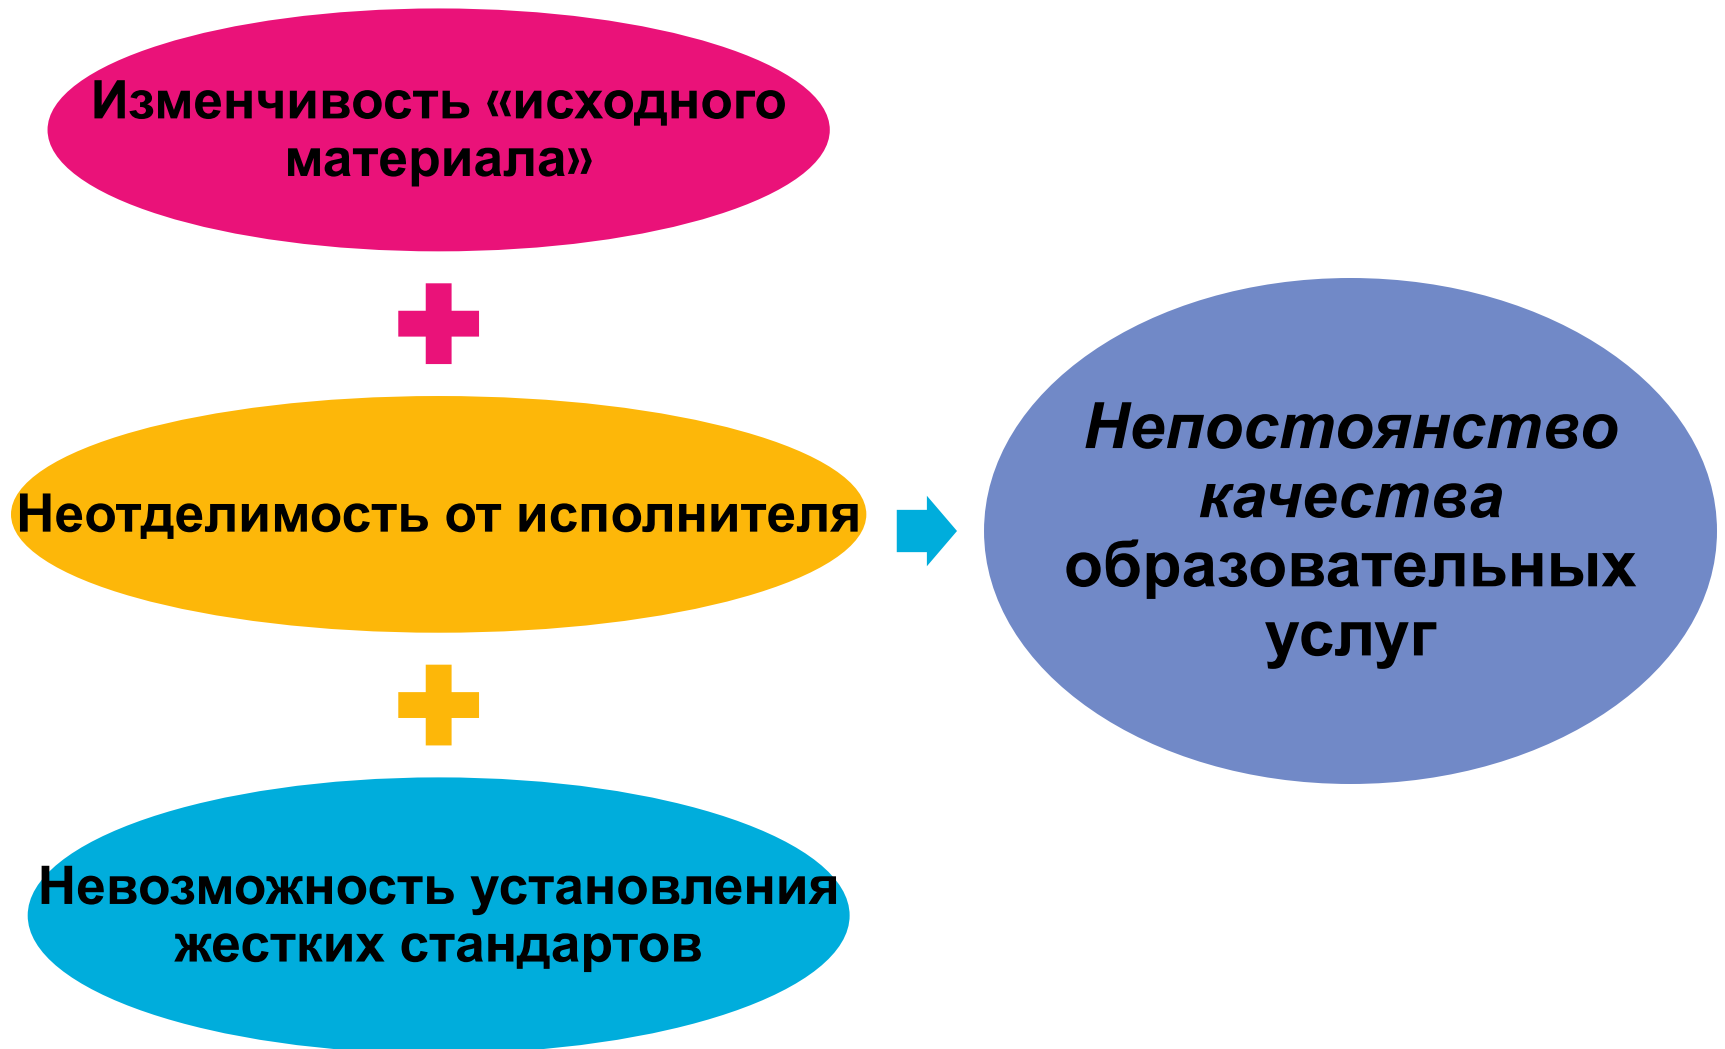 Изменчивость «исходного
материала»
Неотделимость от исполнителя
Невозможность установления
жестких стандартов
Непостоянство
качества
образовательных
услуг